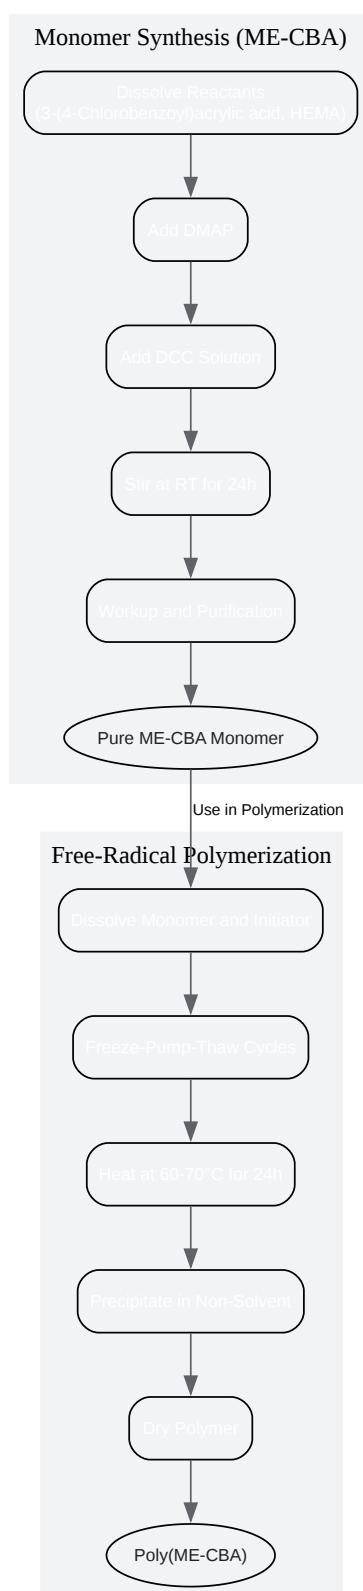 Monomer Synthesis (ME-CBA)
Dissolve Reactants
(3-(4-Chlorobenzoyl)acrylic acid, HEMA)
Add DMAP
Add DCC Solution
Stir at RT for 24h
Workup and Purification
Pure ME-CBA Monomer
Use in Polymerization
Free-Radical Polymerization
Dissolve Monomer and Initiator
Freeze-Pump-Thaw Cycles
Heat at 60-70°C for 24h
Precipitate in Non-Solvent
Dry Polymer
Poly(ME-CBA)